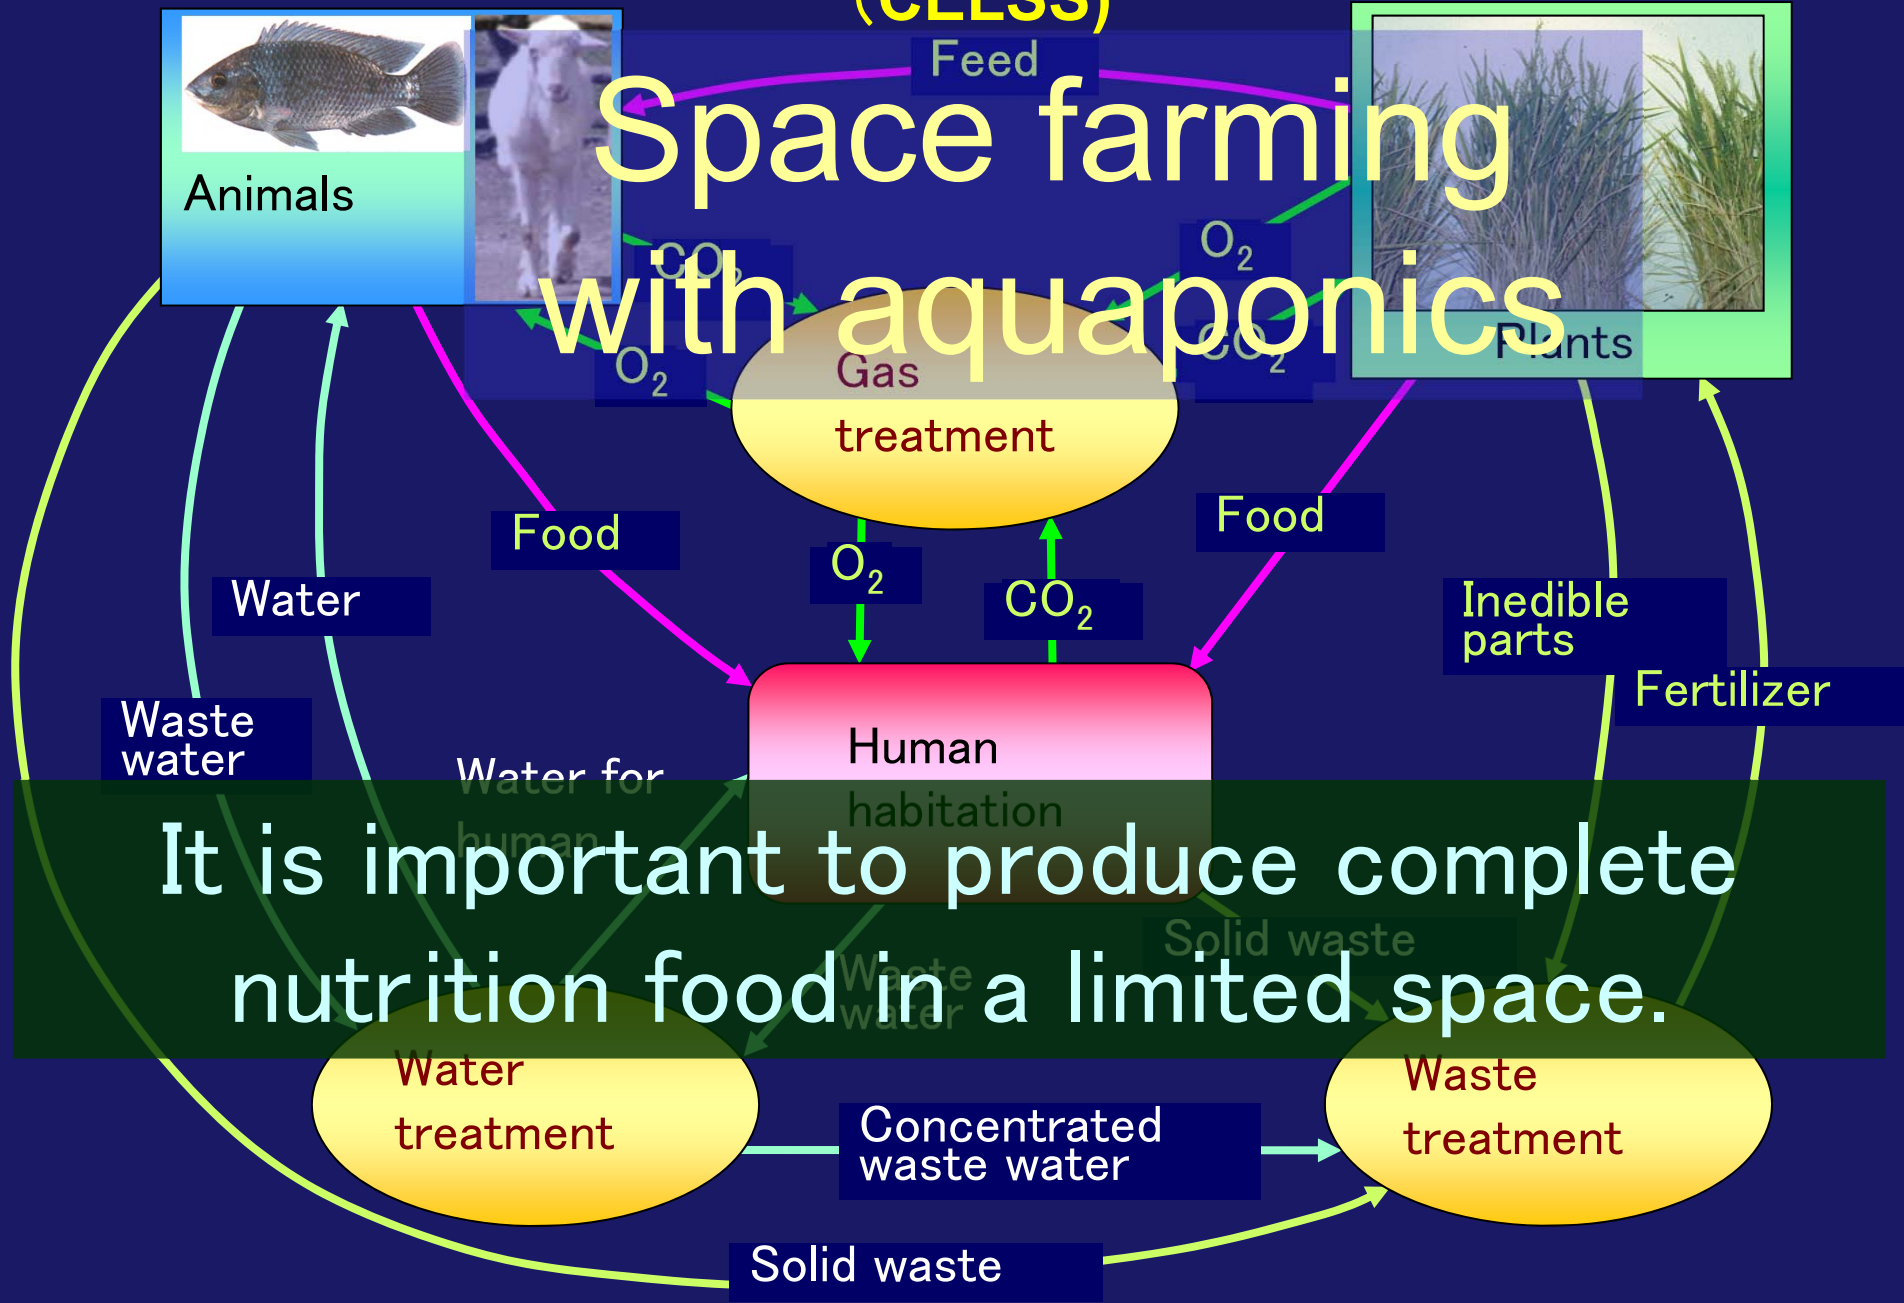 (CELSS)
Feed
Space farming
with aquaponics
Animals
CO2
O2
O2
CO2
Plants
Gas
treatment
Food
Food
O2
CO2
Water
Inedible
parts
Fertilizer
Waste
water
Water for
human
Human
habitation
It is important to produce complete
nutrition food in a limited space.
Solid waste
Waste
water
Water
treatment
Waste
treatment
Concentrated
waste water
Solid waste